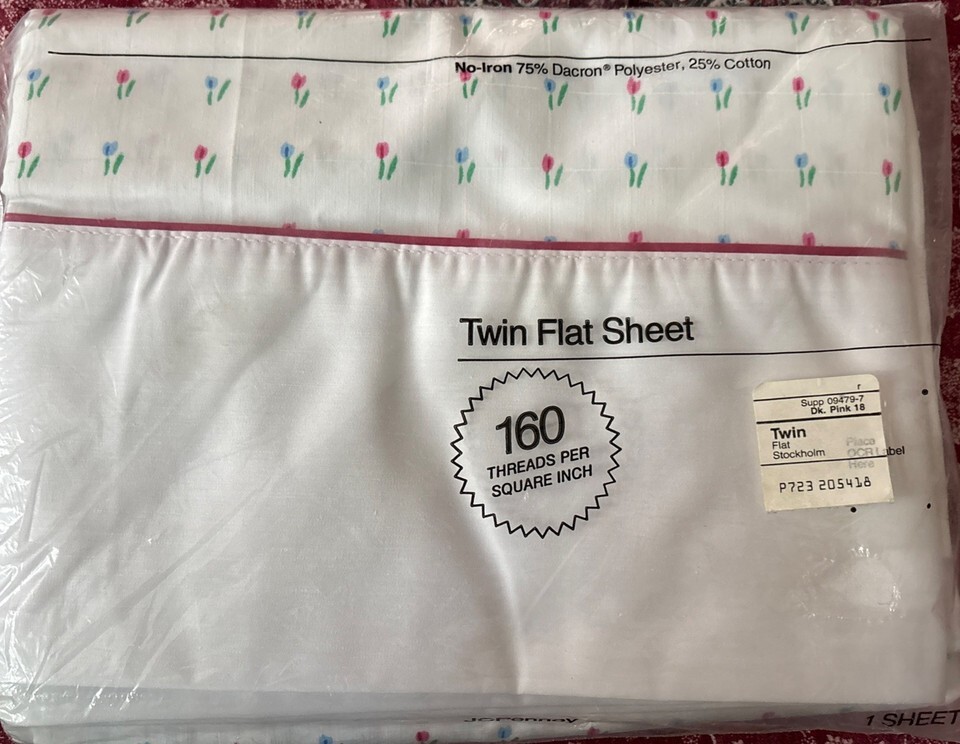 No-Iron 75% Dacron® Polyester, 25% Cotton
Twin Flat Sheet
160
THREADS PER
SQUARE INCH
r
Supp 09479-7
Dk. Pink 18
Twin
Flat
Stockholm
Place
OCR Label
Here
P723 205418
JCPenney
1 SHEET